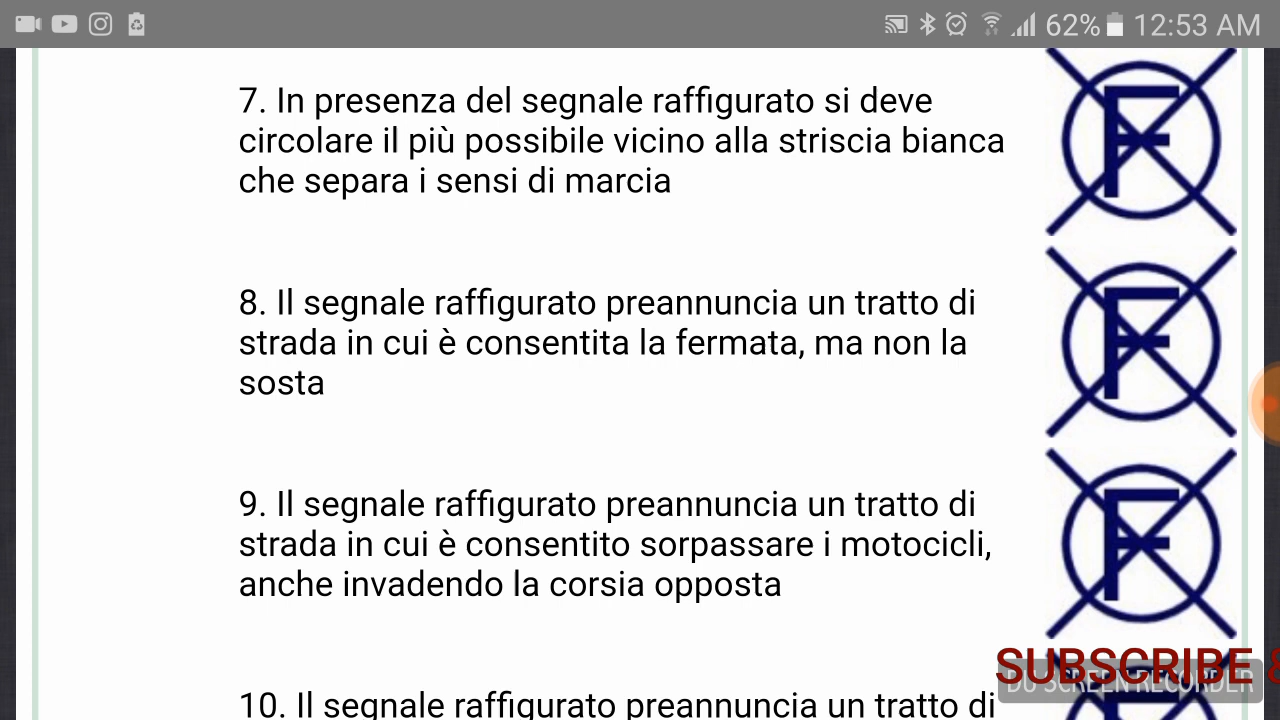 62% 12:53 AM
7. In presenza del segnale raffigurato si deve
circolare il più possibile vicino alla striscia bianca
che separa i sensi di marcia
F
8. Il segnale raffigurato preannuncia un tratto di
strada in cui è consentita la fermata, ma non la
sosta
F
9. Il segnale raffigurato preannuncia un tratto di
strada in cui è consentito sorpassare i motocicli,
anche invadendo la corsia opposta
F
SUBSCRIBE &
DU SCREEN RECORDER
10. Il segnale raffigurato preannuncia un tratto di